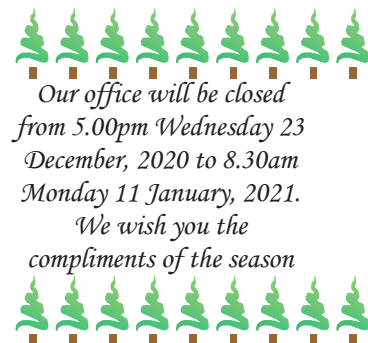 Our office will be closed
from 5.00pm Wednesday 23
December, 2020 to 8.30am
Monday 11 January, 2021.
We wish you the
compliments of the season